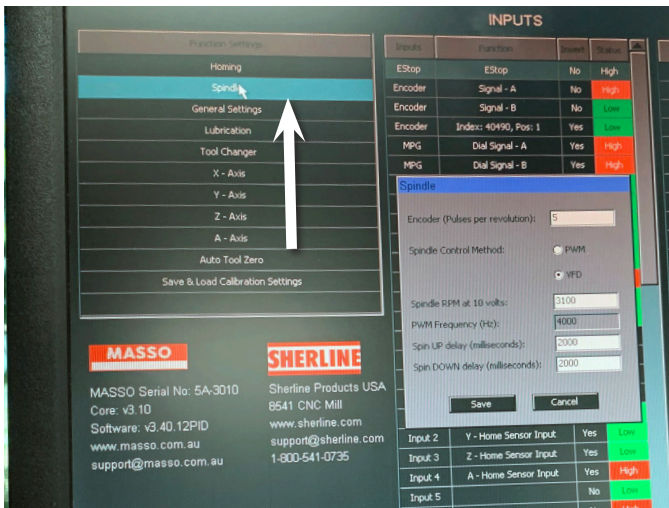 INPUTS
Function Settings
Homing
Spindle
General Settings
Lubrication
Tool Changer
X - Axis
Y - Axis
Z - Axis
A - Axis
Auto Tool Zero
Save & Load Calibration Settings
MASSO
MASSO Serial No: 5A-3010
Core: v3.10
Software: v3.40.12PID
www.masso.com.au
support@masso.com.au
SHERLINE
Sherline Products USA
8541 CNC Mill
www.sherline.com
support@sherline.com
1-800-541-0735
Inputs Function Invert Status
EStop EStop No High
Encoder Signal - A No High
Encoder Signal - B No Low
Encoder Index: 40490, Pos: 1 Yes Low
MPG Dial Signal - A Yes High
MPG Dial Signal - B Yes High
Spindle
Encoder (Pulses per revolution): 5
Spindle Control Method: PWM
VFD
Spindle RPM at 10 volts: 3100
PWM Frequency (Hz): 4000
Spin UP delay (milliseconds): 2000
Spin DOWN delay (milliseconds): 2000
Save Cancel
Input 2 Y - Home Sensor Input Yes Low
Input 3 Z - Home Sensor Input Yes Low
Input 4 A - Home Sensor Input Yes High
Input 5 No Low